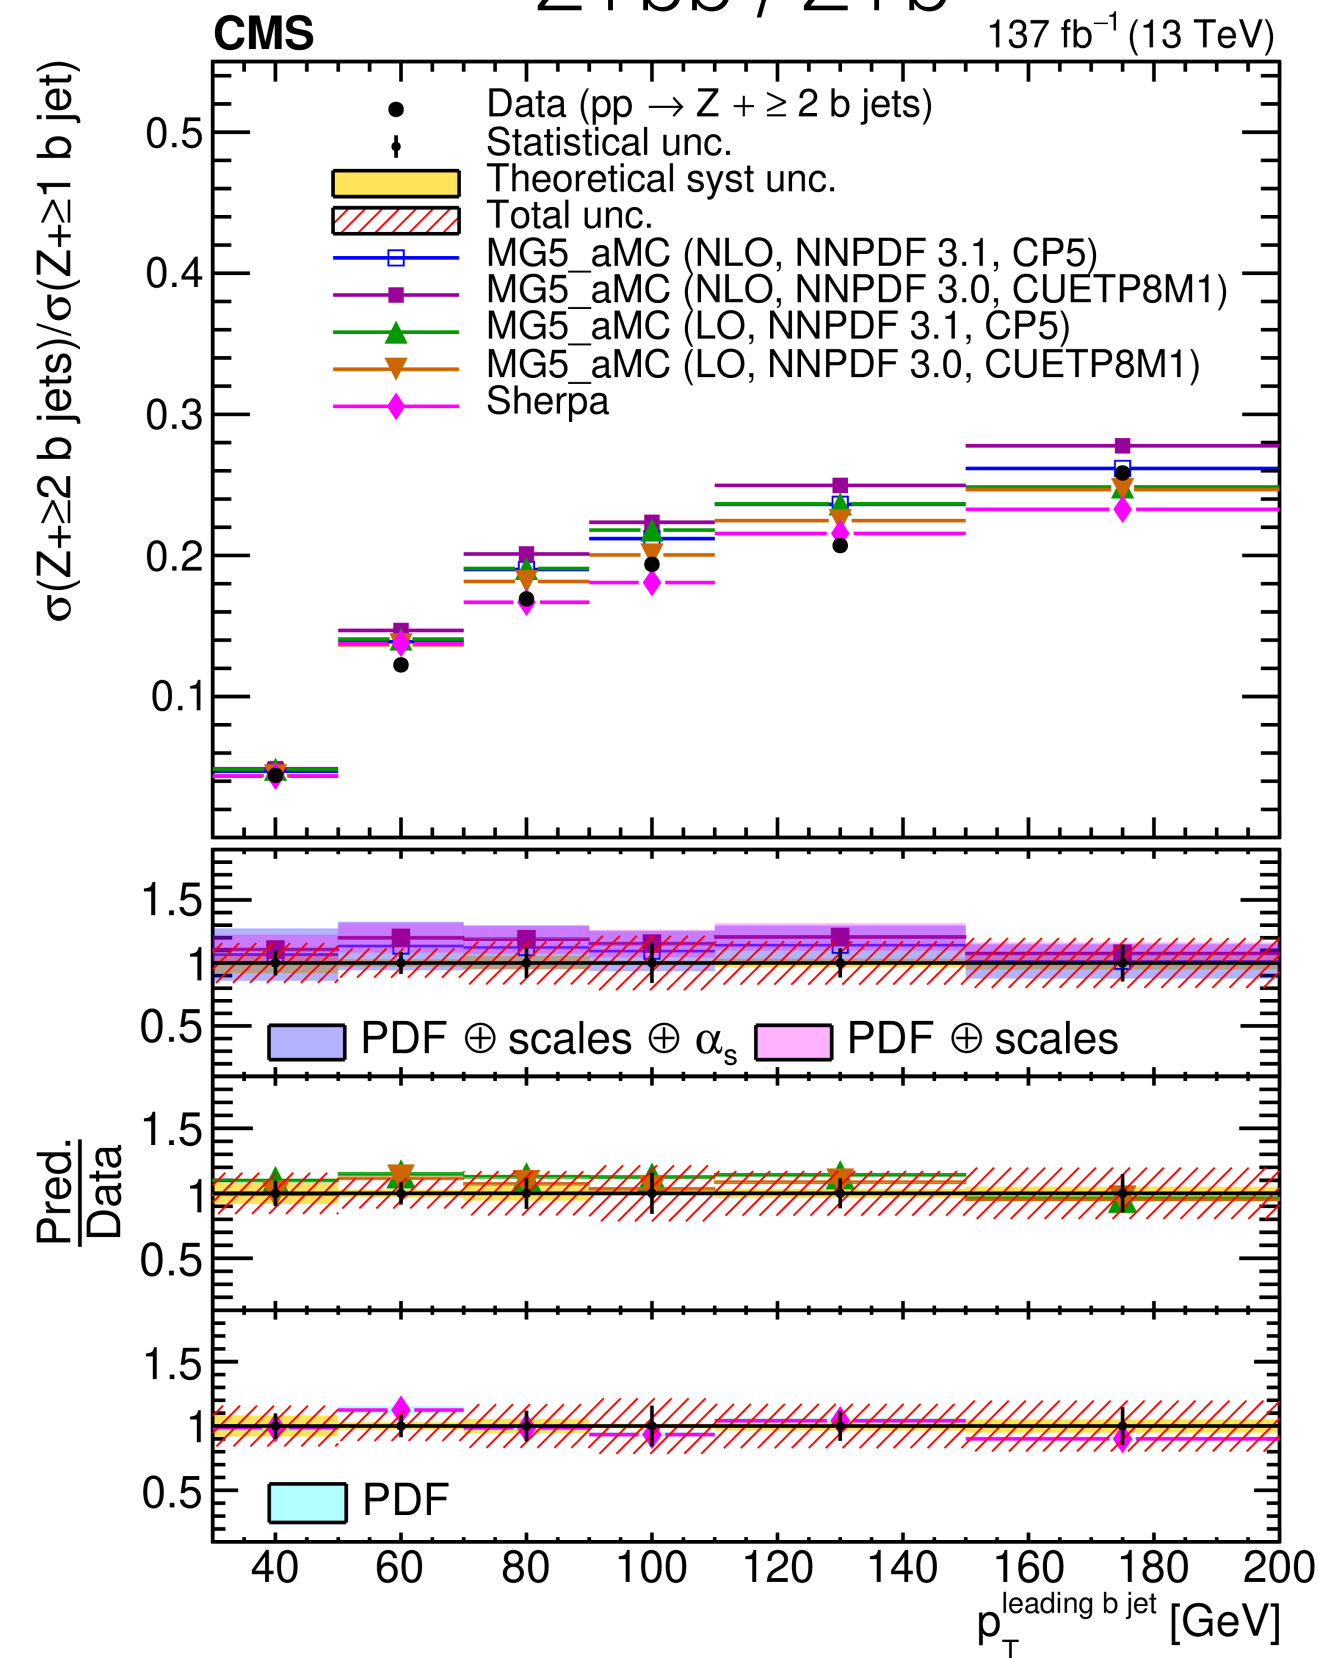 Z+bb / Z+b
CMS
137 fb⁻¹ (13 TeV)
σ(Z+≥2 b jets)/σ(Z+≥1 b jet)
0.5
0.4
0.3
0.2
0.1
Data (pp → Z + ≥ 2 b jets)
Statistical unc.
Theoretical syst unc.
Total unc.
MG5_aMC (NLO, NNPDF 3.1, CP5)
MG5_aMC (NLO, NNPDF 3.0, CUETP8M1)
MG5_aMC (LO, NNPDF 3.1, CP5)
MG5_aMC (LO, NNPDF 3.0, CUETP8M1)
Sherpa
1.5
1
0.5
PDF ⊕ scales ⊕ αs
PDF ⊕ scales
Pred.
Data
1.5
1
0.5
1.5
1
0.5
PDF
40 60 80 100 120 140 160 180 200
p_T^leading b jet [GeV]